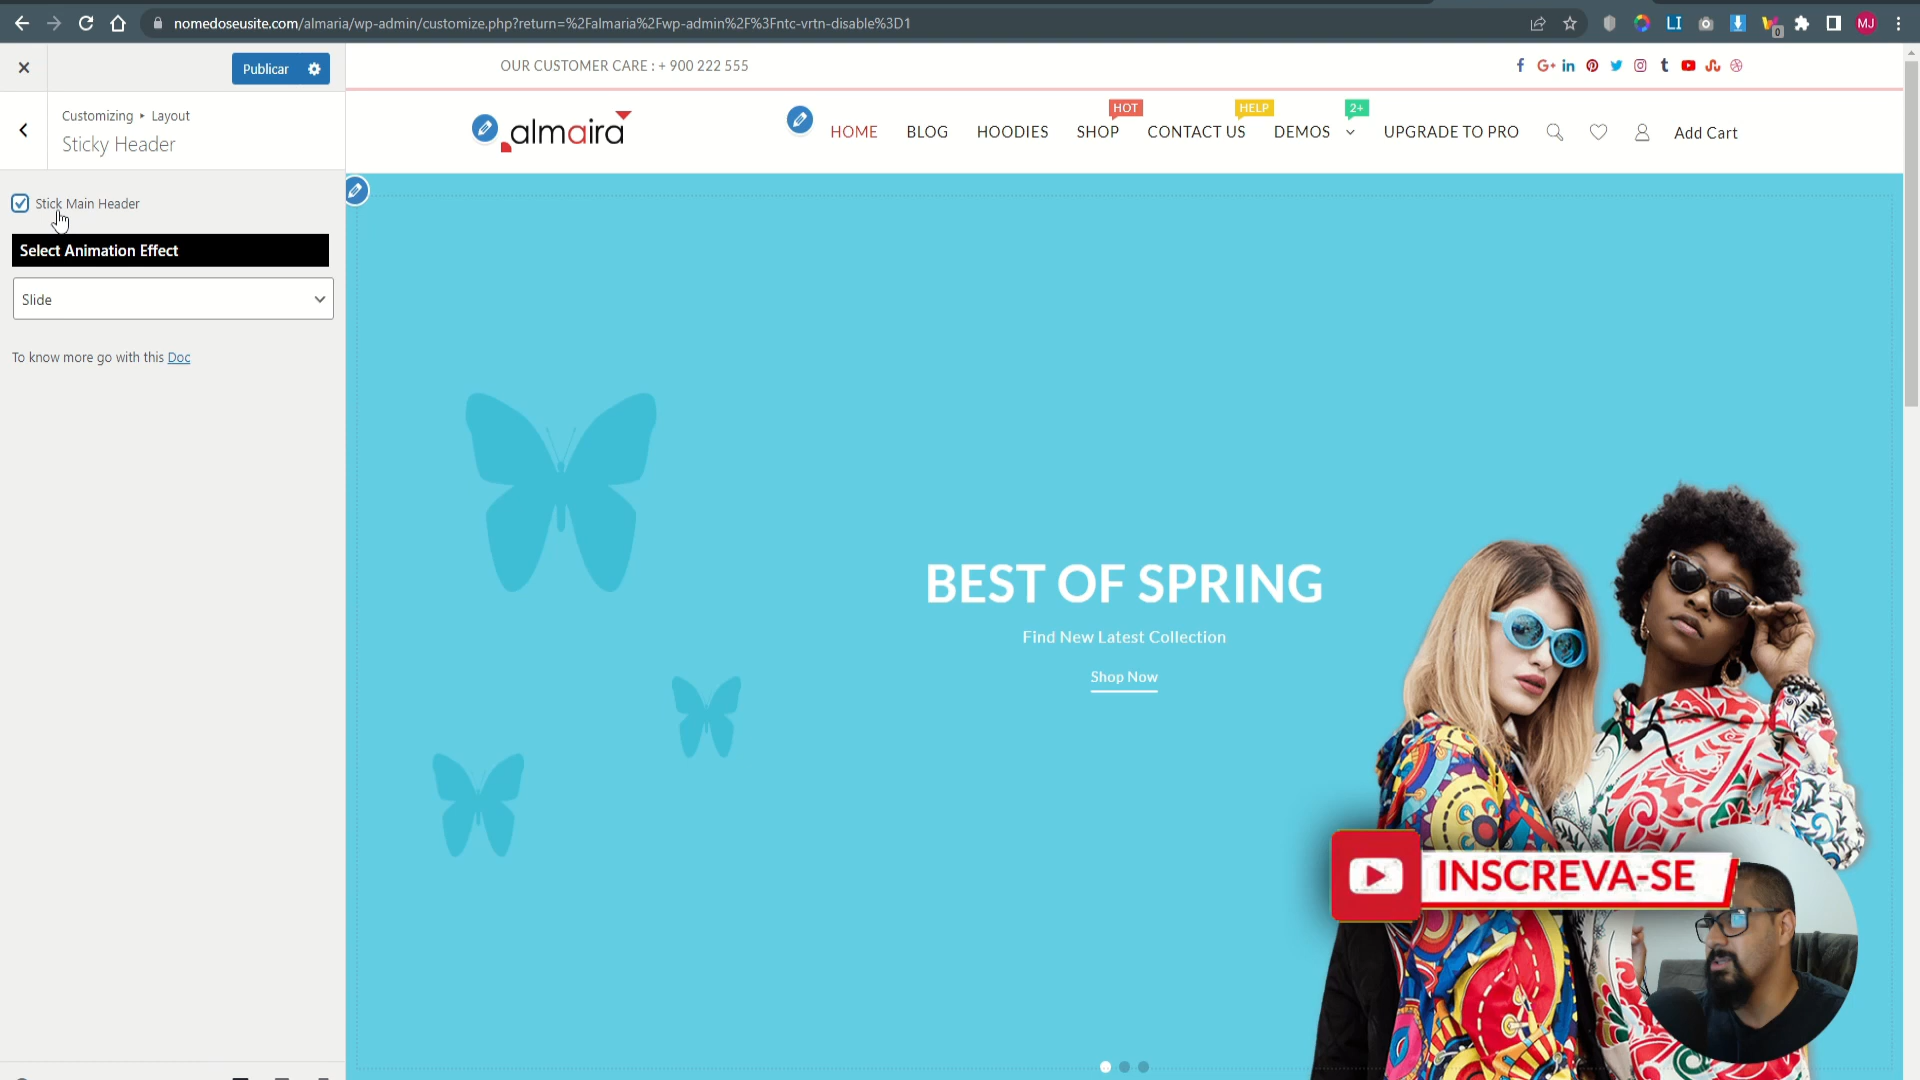 nomedoseusite.com/almaria/wp-admin/customize.php?return=%2Falmaria%2Fwp-admin%2F%3Fntc-vrtn-disable%3D1
LI
0
MJ
Publicar
OUR CUSTOMER CARE : + 900 222 555
Customizing ▸ Layout
Sticky Header
almaira
HOT
HELP
2+
HOME BLOG HOODIES SHOP CONTACT US DEMOS UPGRADE TO PRO Add Cart
Stick Main Header
Select Animation Effect
Slide
To know more go with this Doc
BEST OF SPRING
Find New Latest Collection
Shop Now
INSCREVA-SE